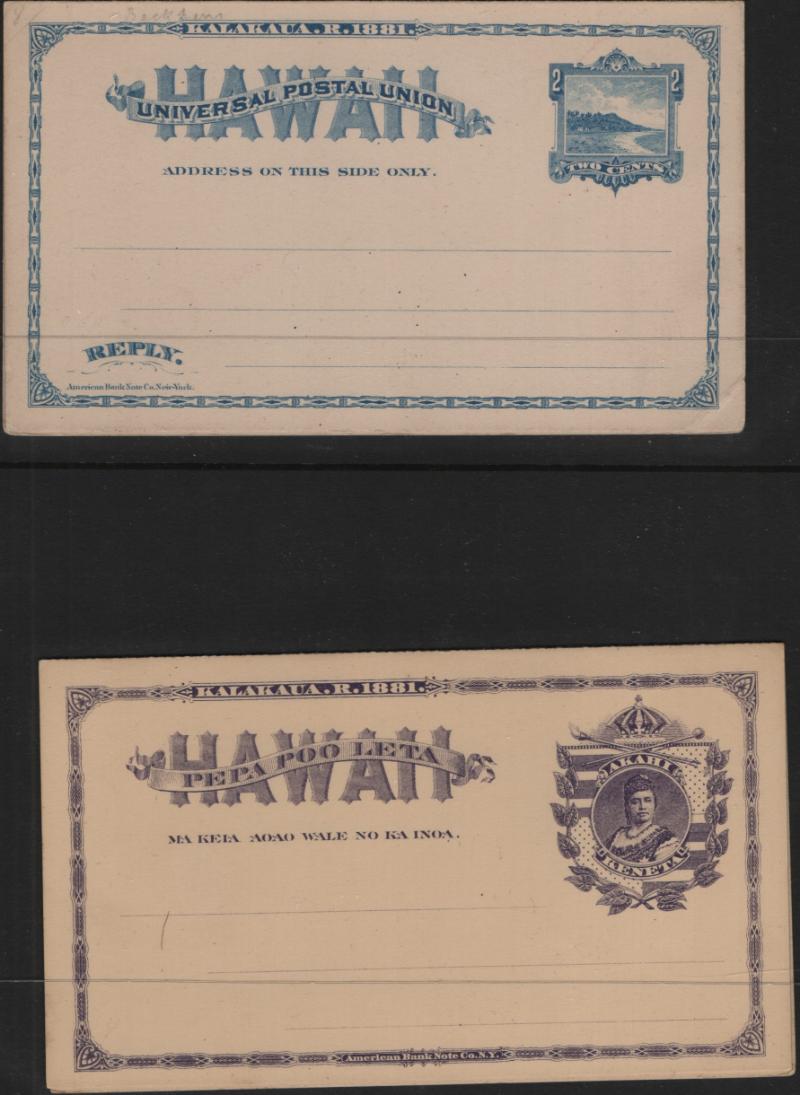 KALAKAUA.R.1881.
HAWAII
UNIVERSAL POSTAL UNION
2 2
TWO CENTS
ADDRESS ON THIS SIDE ONLY.
REPLY.
American Bank Note Co. New-York.
KALAKAUA.R.1881.
HAWAII
PEPA POO LETA
AKAHI
KENETA
MA KEIA AOAO WALE NO KA INOA.
American Bank Note Co. N.Y.